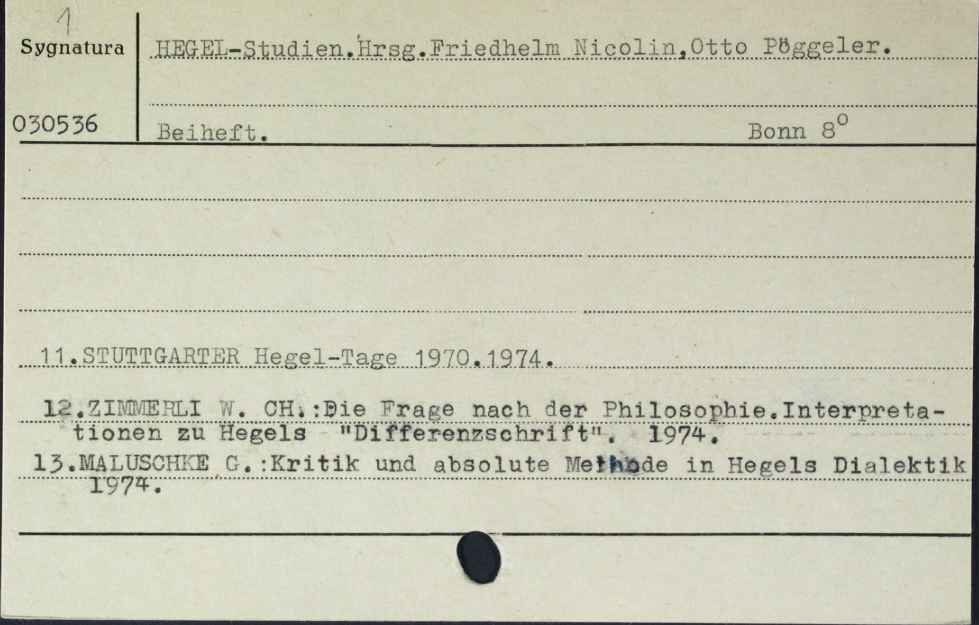 1
Sygnatura
HEGEL-Studien.Hrsg.Friedhelm Nicolin,Otto Pöggeler.
030536
Beiheft. Bonn 8°
11.STUTTGARTER Hegel-Tage 1970.1974.
12.ZIMMERLI W. CH.:Die Frage nach der Philosophie.Interpreta-
tionen zu Hegels "Differenzschrift". 1974.
13.MALUSCHKE G.:Kritik und absolute Methode in Hegels Dialektik
1974.